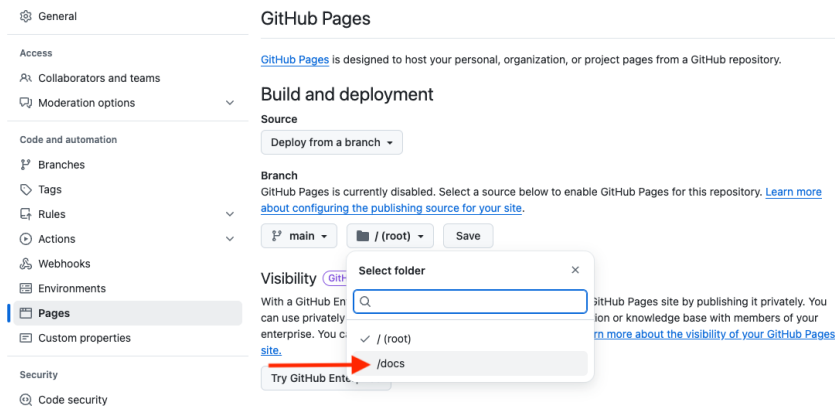 General
Access
Collaborators and teams
Moderation options
Code and automation
Branches
Tags
Rules
Actions
Webhooks
Environments
Pages
Custom properties
Security
Code security
GitHub Pages
GitHub Pages is designed to host your personal, organization, or project pages from a GitHub repository.
Build and deployment
Source
Deploy from a branch
Branch
GitHub Pages is currently disabled. Select a source below to enable GitHub Pages for this repository. Learn more
about configuring the publishing source for your site.
main / (root) Save
Select folder
/ (root)
/docs
Visibility
With a GitHub GitHub Pages site by publishing it privately. You
can use privately or knowledge base with members of your
enterprise. You more about the visibility of your GitHub Pages
site.
Try GitHub